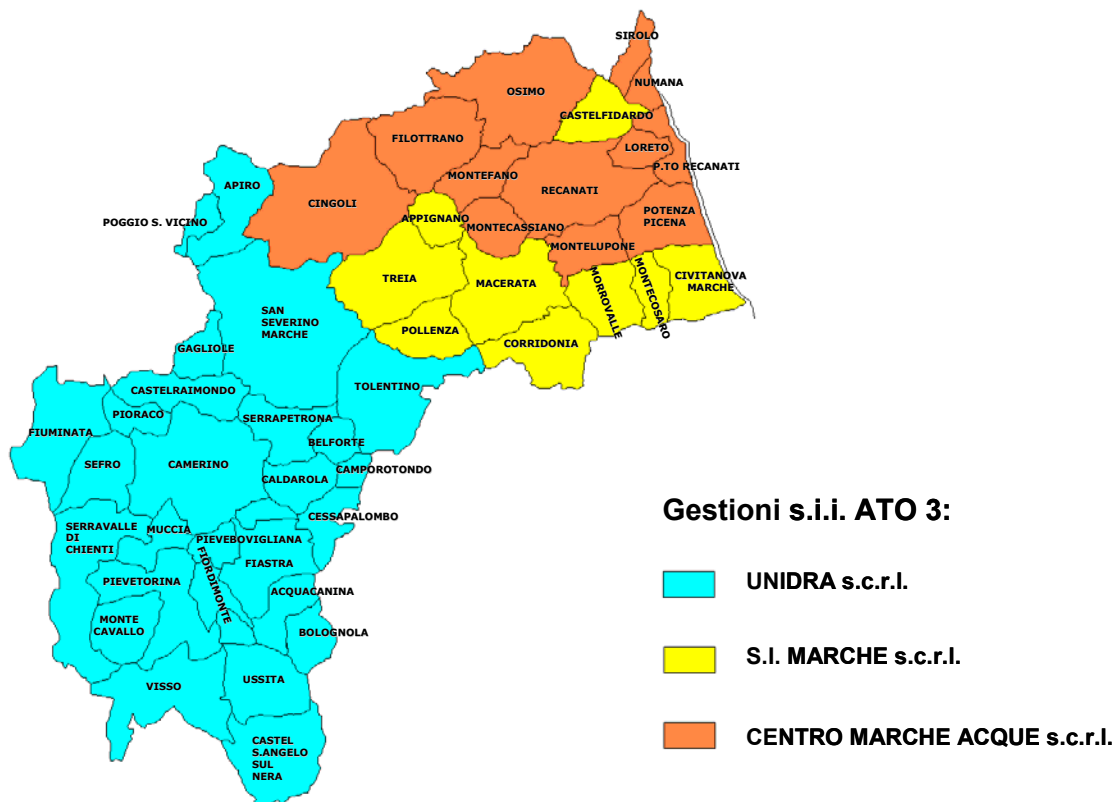 SIROLO
NUMANA
OSIMO
CASTELFIDARDO
FILOTTRANO
LORETO
P.TO RECANATI
MONTEFANO
RECANATI
APIRO
CINGOLI
POTENZA
PICENA
POGGIO S. VICINO
APPIGNANO
MONTECASSIANO
MONTELUPONE
TREIA
MACERATA
MORROVALLE
MONTECOSARO
CIVITANOVA
MARCHE
SAN
SEVERINO
MARCHE
POLLENZA
CORRIDONIA
GAGLIOLE
CASTELRAIMONDO
TOLENTINO
PIORACO
SERRAPETRONA
FIUMINATA
BELFORTE
SEFRO
CAMERINO
CAMPOROTONDO
CALDAROLA
CESSAPALOMBO
SERRAVALLE
DI
CHIENTI
MUCCIA
PIEVEBOVIGLIANA
FIORDIMONTE
FIASTRA
PIEVETORINA
ACQUACANINA
MONTE
CAVALLO
BOLOGNOLA
VISSO
USSITA
CASTEL
S.ANGELO
SUL
NERA
Gestioni s.i.i. ATO 3:
UNIDRA s.c.r.l.
S.I. MARCHE s.c.r.l.
CENTRO MARCHE ACQUE s.c.r.l.